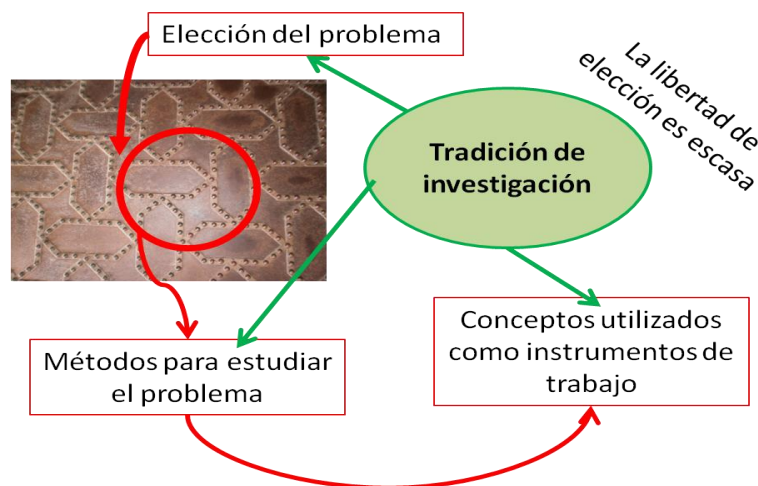 Elección del problema
La libertad de
elección es escasa
Tradición de
investigación
Métodos para estudiar
el problema
Conceptos utilizados
como instrumentos de
trabajo